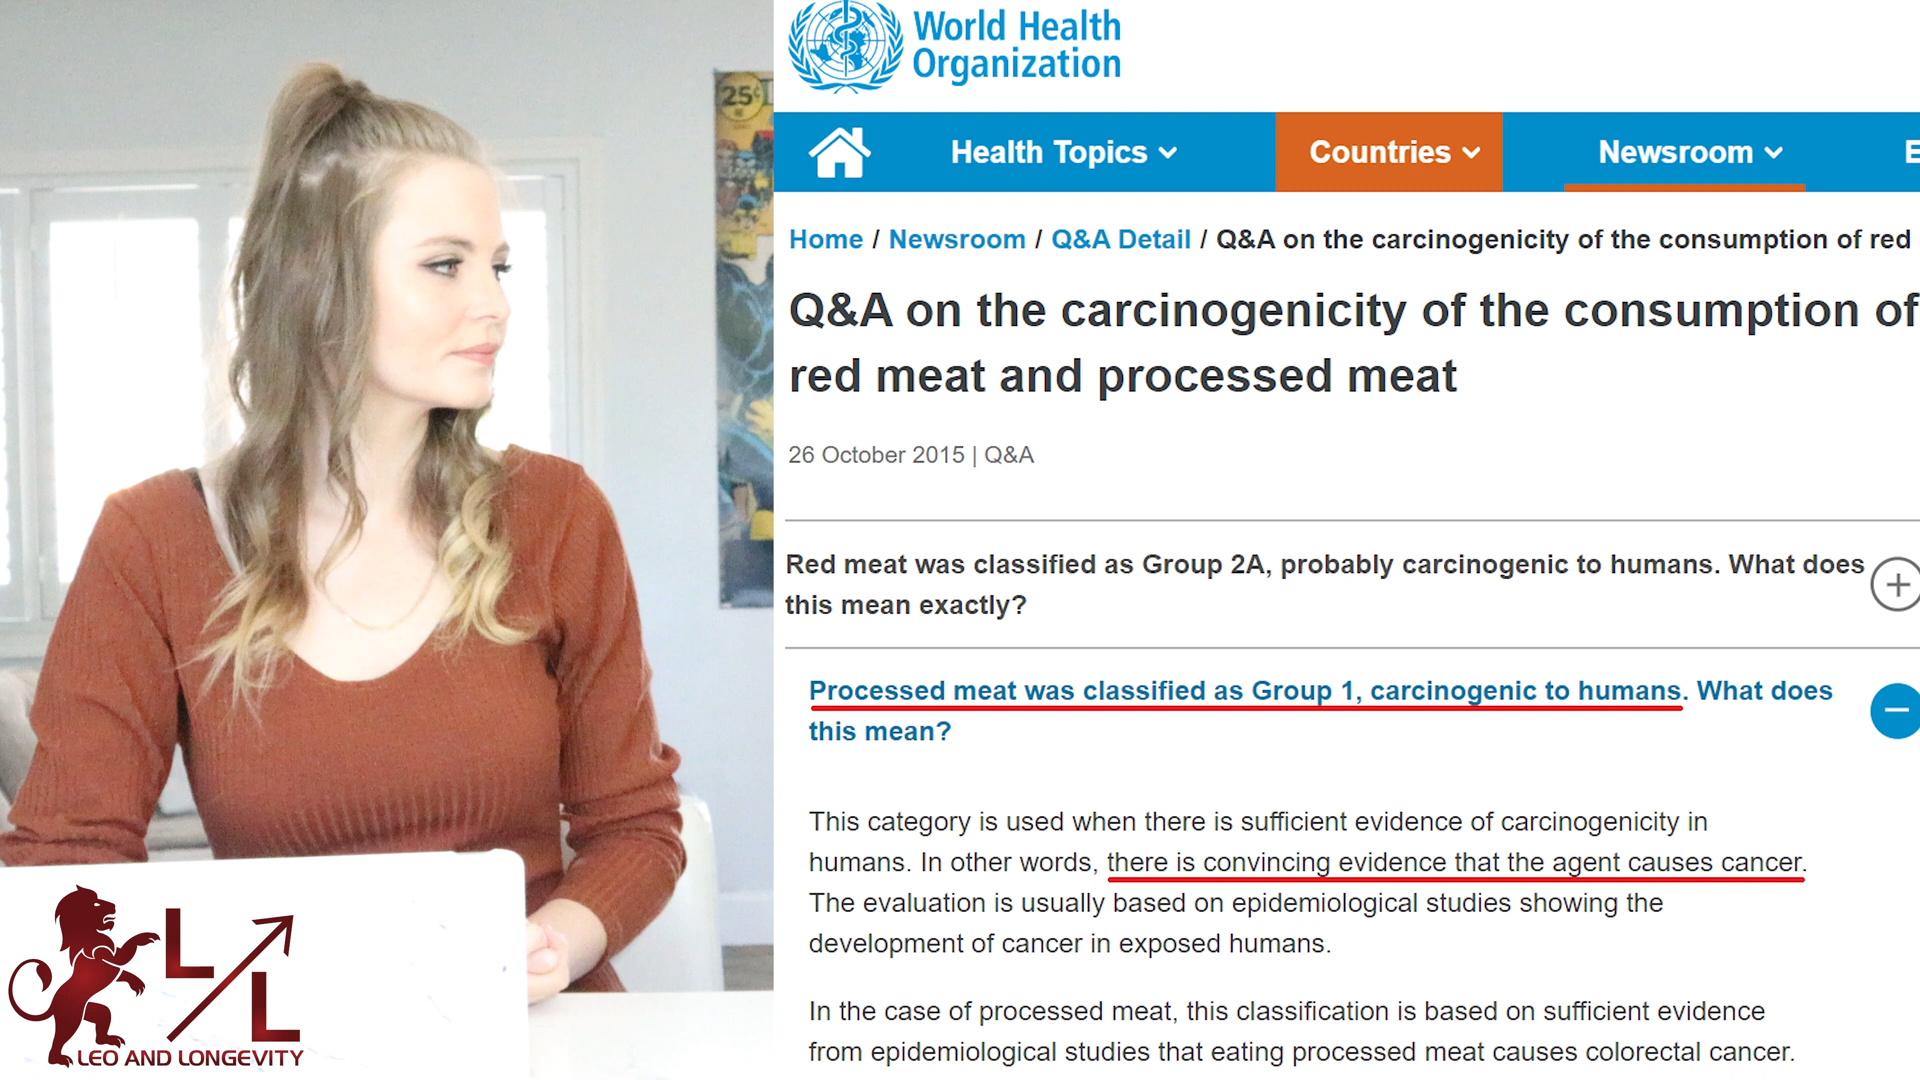 25¢
L
L
LEO AND LONGEVITY
World Health
Organization
Health Topics
Countries
Newsroom
E
Home / Newsroom / Q&A Detail / Q&A on the carcinogenicity of the consumption of red
Q&A on the carcinogenicity of the consumption of
red meat and processed meat
26 October 2015 | Q&A
Red meat was classified as Group 2A, probably carcinogenic to humans. What does
this mean exactly?
Processed meat was classified as Group 1, carcinogenic to humans. What does
this mean?
This category is used when there is sufficient evidence of carcinogenicity in
humans. In other words, there is convincing evidence that the agent causes cancer.
The evaluation is usually based on epidemiological studies showing the
development of cancer in exposed humans.
In the case of processed meat, this classification is based on sufficient evidence
from epidemiological studies that eating processed meat causes colorectal cancer.